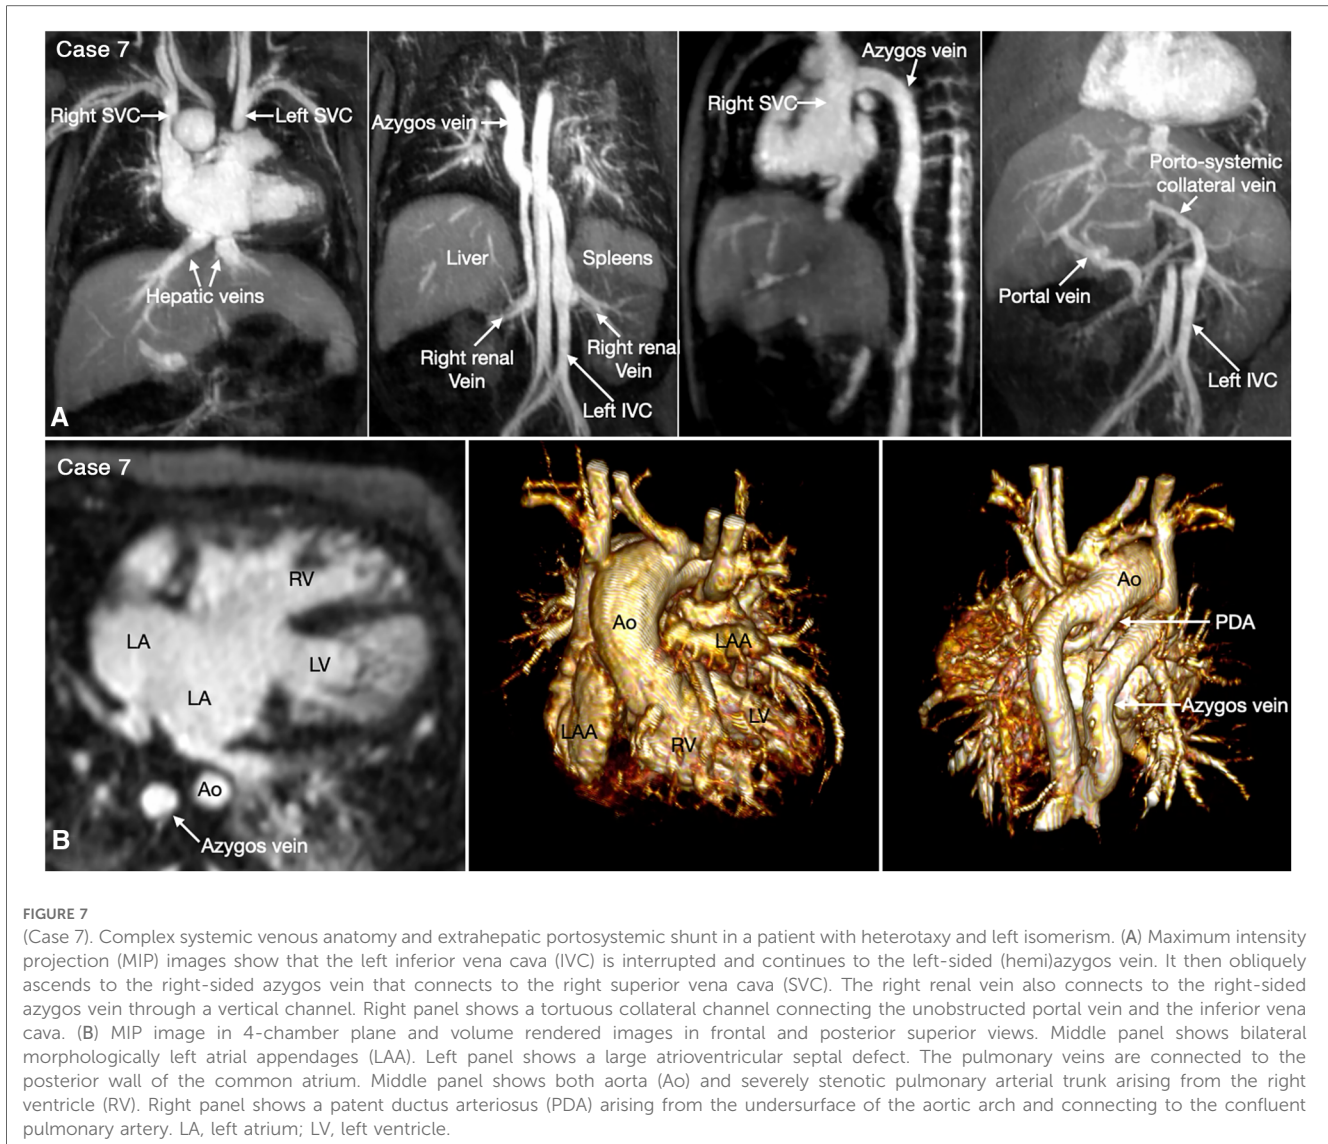 Case 7
Right SVC
Left SVC
Hepatic veins
A
Azygos vein
Liver
Spleens
Right renal
Vein
Right renal
Vein
Left IVC
Azygos vein
Right SVC
Porto-systemic
collateral vein
Portal vein
Left IVC
Case 7
RV
LA
LV
LA
Ao
Azygos vein
B
Ao
LAA
LAA
LV
RV
Ao
PDA
Azygos vein
FIGURE 7
(Case 7). Complex systemic venous anatomy and extrahepatic portosystemic shunt in a patient with heterotaxy and left isomerism. (A) Maximum intensity
projection (MIP) images show that the left inferior vena cava (IVC) is interrupted and continues to the left-sided (hemi)azygos vein. It then obliquely
ascends to the right-sided azygos vein that connects to the right superior vena cava (SVC). The right renal vein also connects to the right-sided
azygos vein through a vertical channel. Right panel shows a tortuous collateral channel connecting the unobstructed portal vein and the inferior vena
cava. (B) MIP image in 4-chamber plane and volume rendered images in frontal and posterior superior views. Middle panel shows bilateral
morphologically left atrial appendages (LAA). Left panel shows a large atrioventricular septal defect. The pulmonary veins are connected to the
posterior wall of the common atrium. Middle panel shows both aorta (Ao) and severely stenotic pulmonary arterial trunk arising from the right
ventricle (RV). Right panel shows a patent ductus arteriosus (PDA) arising from the undersurface of the aortic arch and connecting to the confluent
pulmonary artery. LA, left atrium; LV, left ventricle.